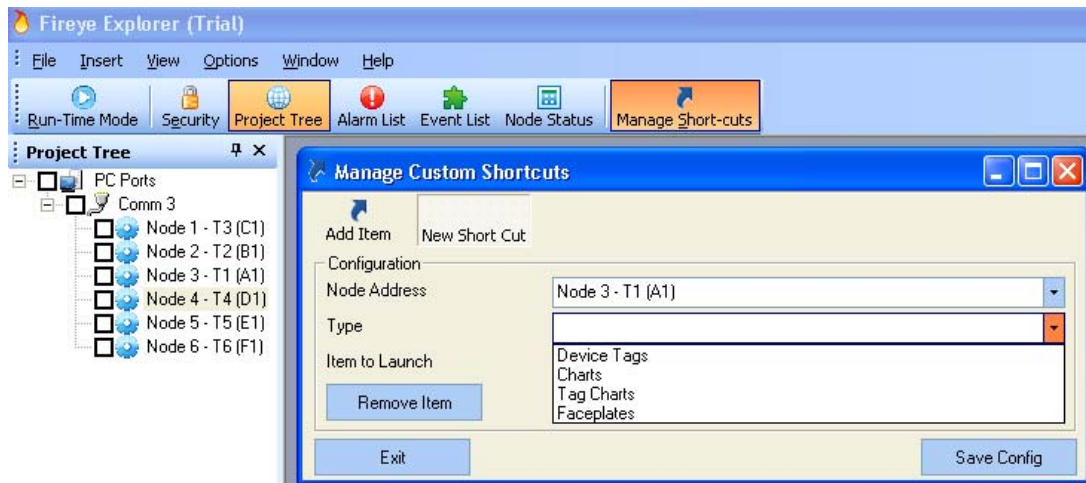 Fireye Explorer (Trial)
File Insert View Options Window Help
Run-Time Mode Security Project Tree Alarm List Event List Node Status Manage Short-cuts
Project Tree
PC Ports
Comm 3
Node 1 - T3 (C1)
Node 2 - T2 (B1)
Node 3 - T1 (A1)
Node 4 - T4 (D1)
Node 5 - T5 (E1)
Node 6 - T6 (F1)
Manage Custom Shortcuts
Add Item New Short Cut
Configuration
Node Address Node 3 - T1 (A1)
Type
Device Tags
Charts
Tag Charts
Faceplates
Item to Launch
Remove Item
Exit Save Config